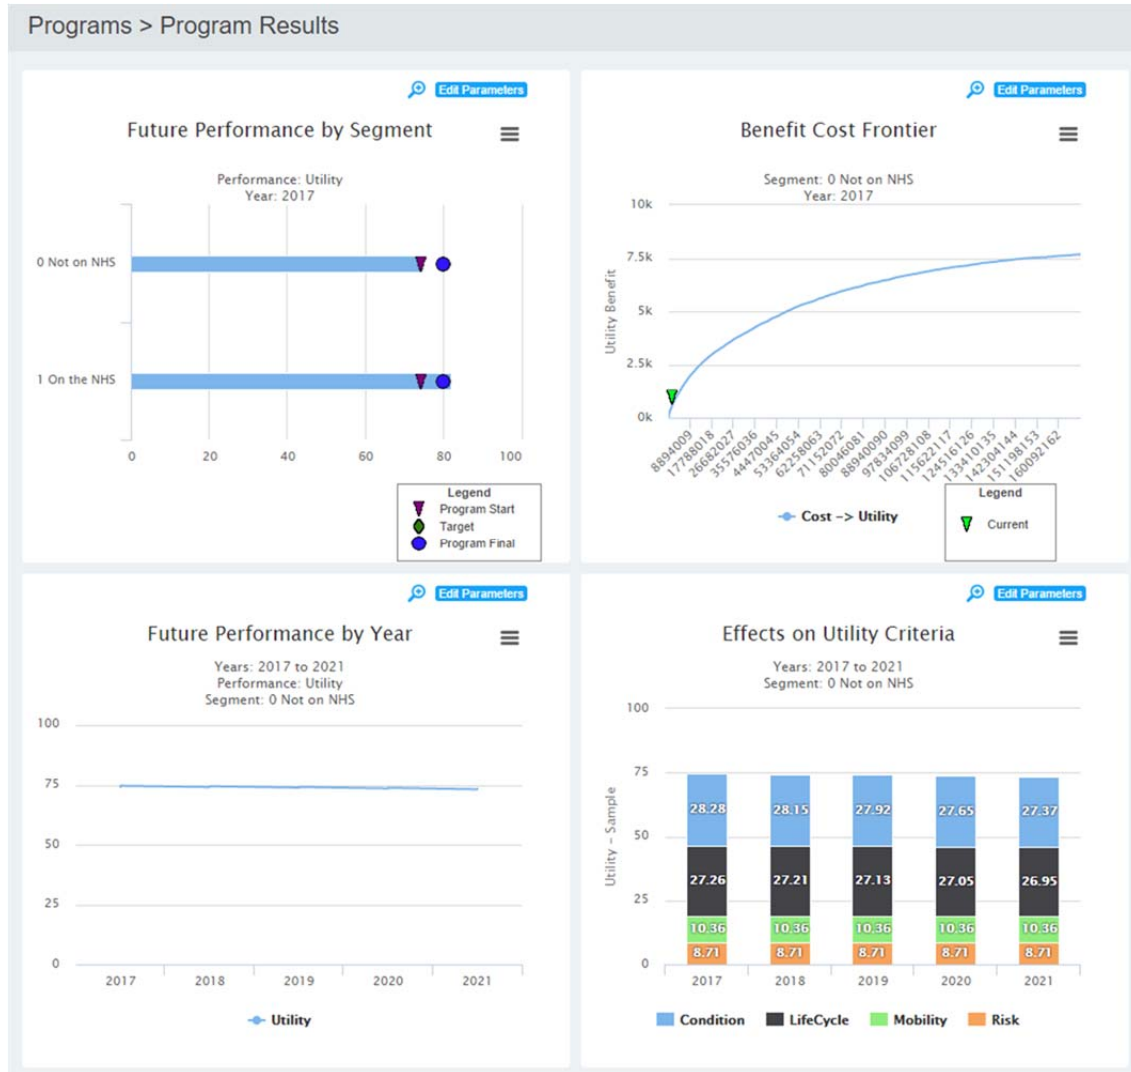 Programs > Program Results
Edit Parameters
Future Performance by Segment
Performance: Utility
Year: 2017
0 Not on NHS
1 On the NHS
0
20
40
60
80
100
Legend
Program Start
Target
Program Final
Edit Parameters
Benefit Cost Frontier
Segment: 0 Not on NHS
Year: 2017
10k
7.5k
5k
2.5k
0k
Utility Benefit
8894009
17788018
26682027
35576036
44470045
53364054
62258063
71152072
80046081
88940090
97834099
106728108
115622117
124516126
133410135
142304144
151198153
160092162
Cost -> Utility
Legend
Current
Edit Parameters
Future Performance by Year
Years: 2017 to 2021
Performance: Utility
Segment: 0 Not on NHS
100
75
50
25
0
2017
2018
2019
2020
2021
Utility
Edit Parameters
Effects on Utility Criteria
Years: 2017 to 2021
Segment: 0 Not on NHS
100
75
50
25
0
Utility - Sample
28.28 28.15 27.92 27.65 27.37
27.26 27.21 27.13 27.05 26.95
10.36 10.36 10.36 10.36 10.36
8.71 8.71 8.71 8.71 8.71
2017 2018 2019 2020 2021
Condition LifeCycle Mobility Risk